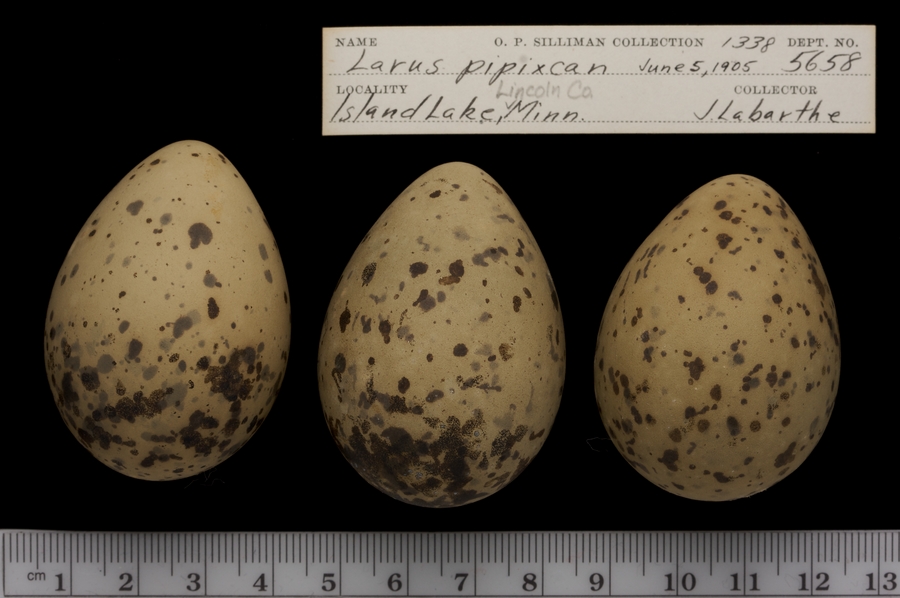 NAME O. P. SILLIMAN COLLECTION 1338 DEPT. NO.
Larus pipixcan June 5, 1905 5658
LOCALITY Lincoln Co COLLECTOR
Island Lake, Minn. J Labarthe
cm 1 2 3 4 5 6 7 8 9 10 11 12 13